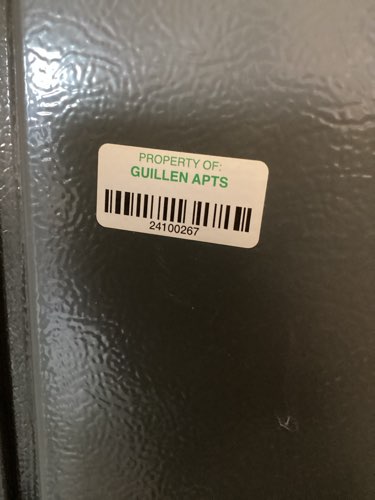 PROPERTY OF:
GUILLEN APTS
24100267